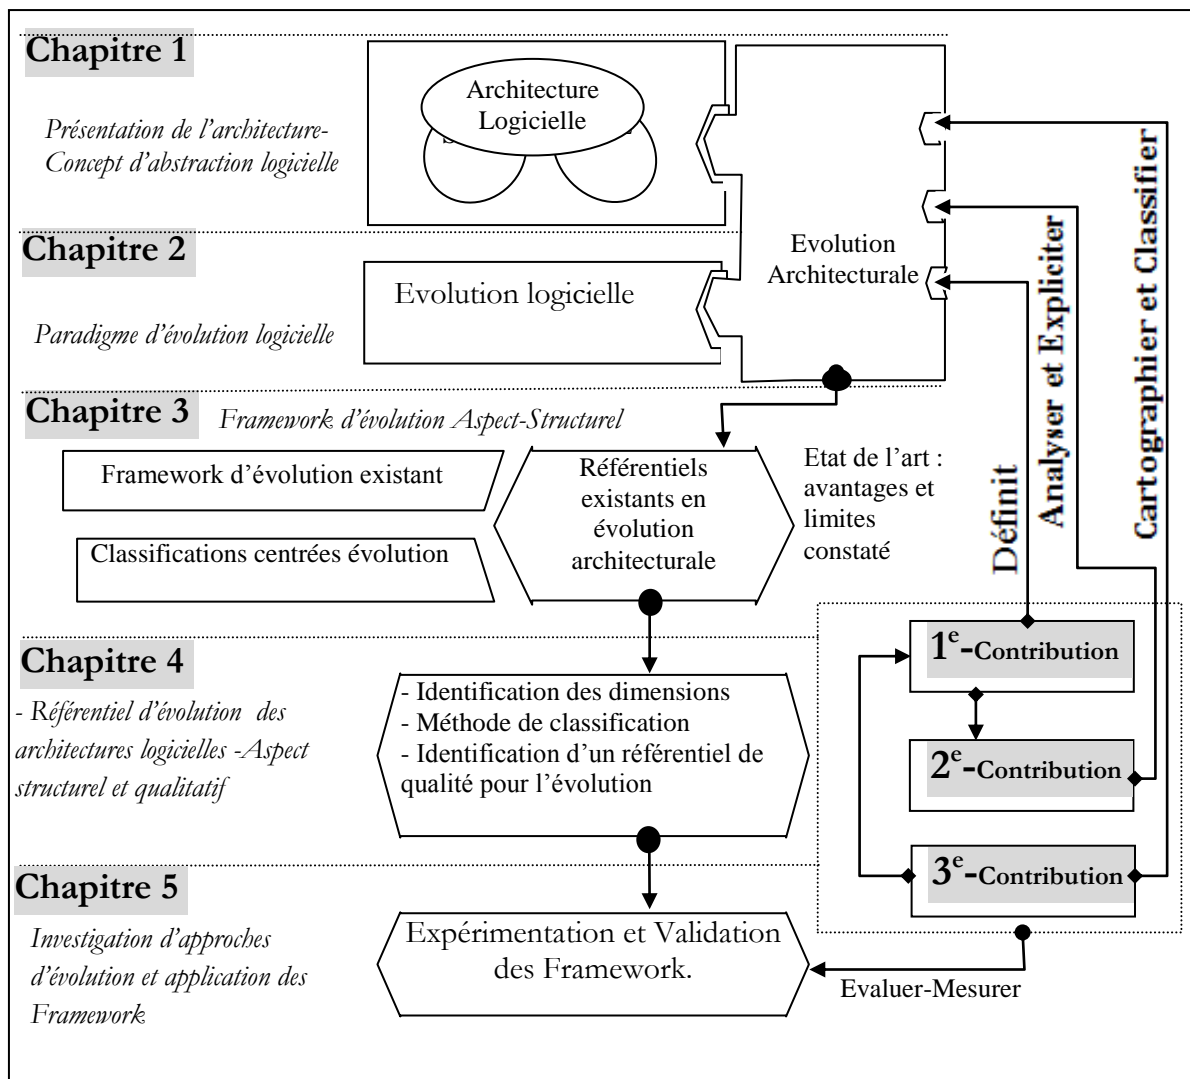 Chapitre 1
Présentation de l'architecture-
Concept d'abstraction logicielle
Architecture
Logicielle
Chapitre 2
Paradigme d'évolution logicielle
Evolution logicielle
Evolution
Architecturale
Chapitre 3
Framework d'évolution Aspect-Structurel
Framework d'évolution existant
Classifications centrées évolution
Référentiels
existants en
évolution
architecturale
Etat de l'art :
avantages et
limites
constaté
Définit
Analyser et Expliciter
Cartographier et Classifier
Chapitre 4
- Référentiel d'évolution des
architectures logicielles -Aspect
structurel et qualitatif
- Identification des dimensions
- Méthode de classification
- Identification d'un référentiel de
qualité pour l'évolution
1e-Contribution
2e-Contribution
3e-Contribution
Chapitre 5
Investigation d'approches
d'évolution et application des
Framework
Expérimentation et Validation
des Framework.
Evaluer-Mesurer